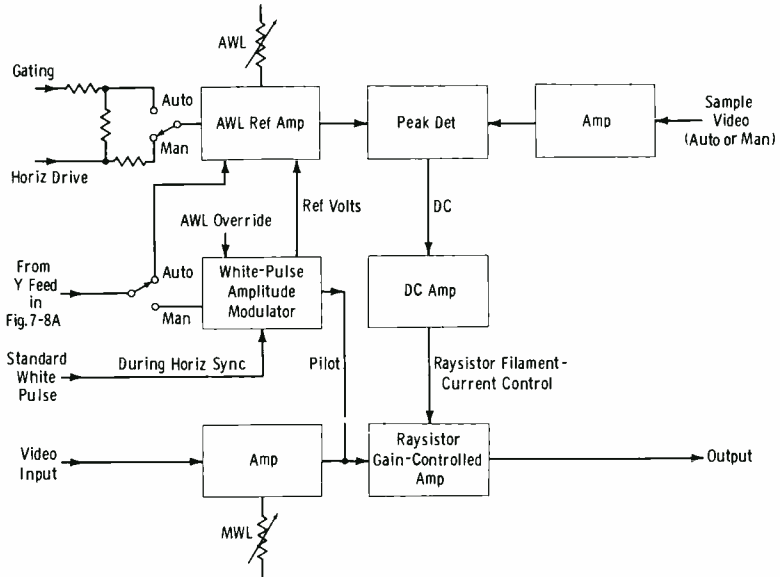 AWL
Gating
Auto
Man
Horiz Drive
AWL Ref Amp
Peak Det
Amp
Sample
Video
(Auto or Man)
Ref Volts
DC
AWL Override
From
Y Feed
in
Fig. 7-8A
Auto
Man
White-Pulse
Amplitude
Modulator
DC Amp
Standard
White
Pulse
During Horiz Sync
Pilot
Raysistor Filament-
Current Control
Video
Input
Amp
Raysistor
Gain-Controlled
Amp
Output
MWL